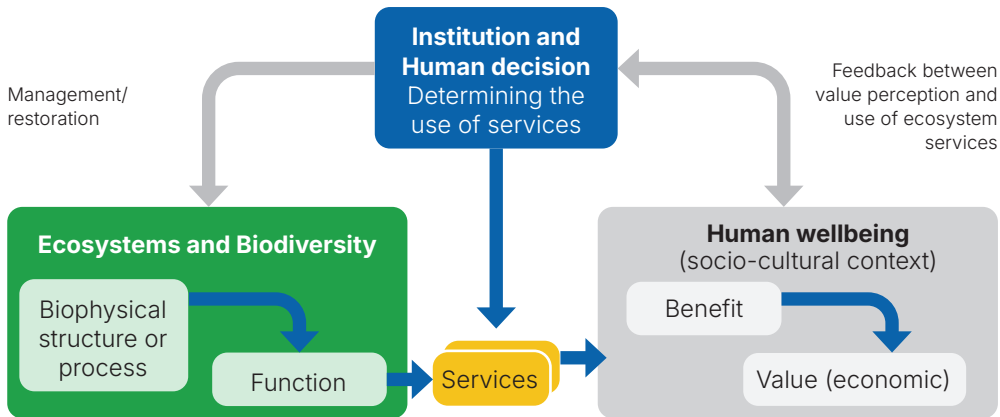 Institution and
Human decision
Determining the
use of services
Management/
restoration
Feedback between
value perception and
use of ecosystem
services
Ecosystems and Biodiversity
Biophysical
structure or
process
Function
Services
Human wellbeing
(socio-cultural context)
Benefit
Value (economic)